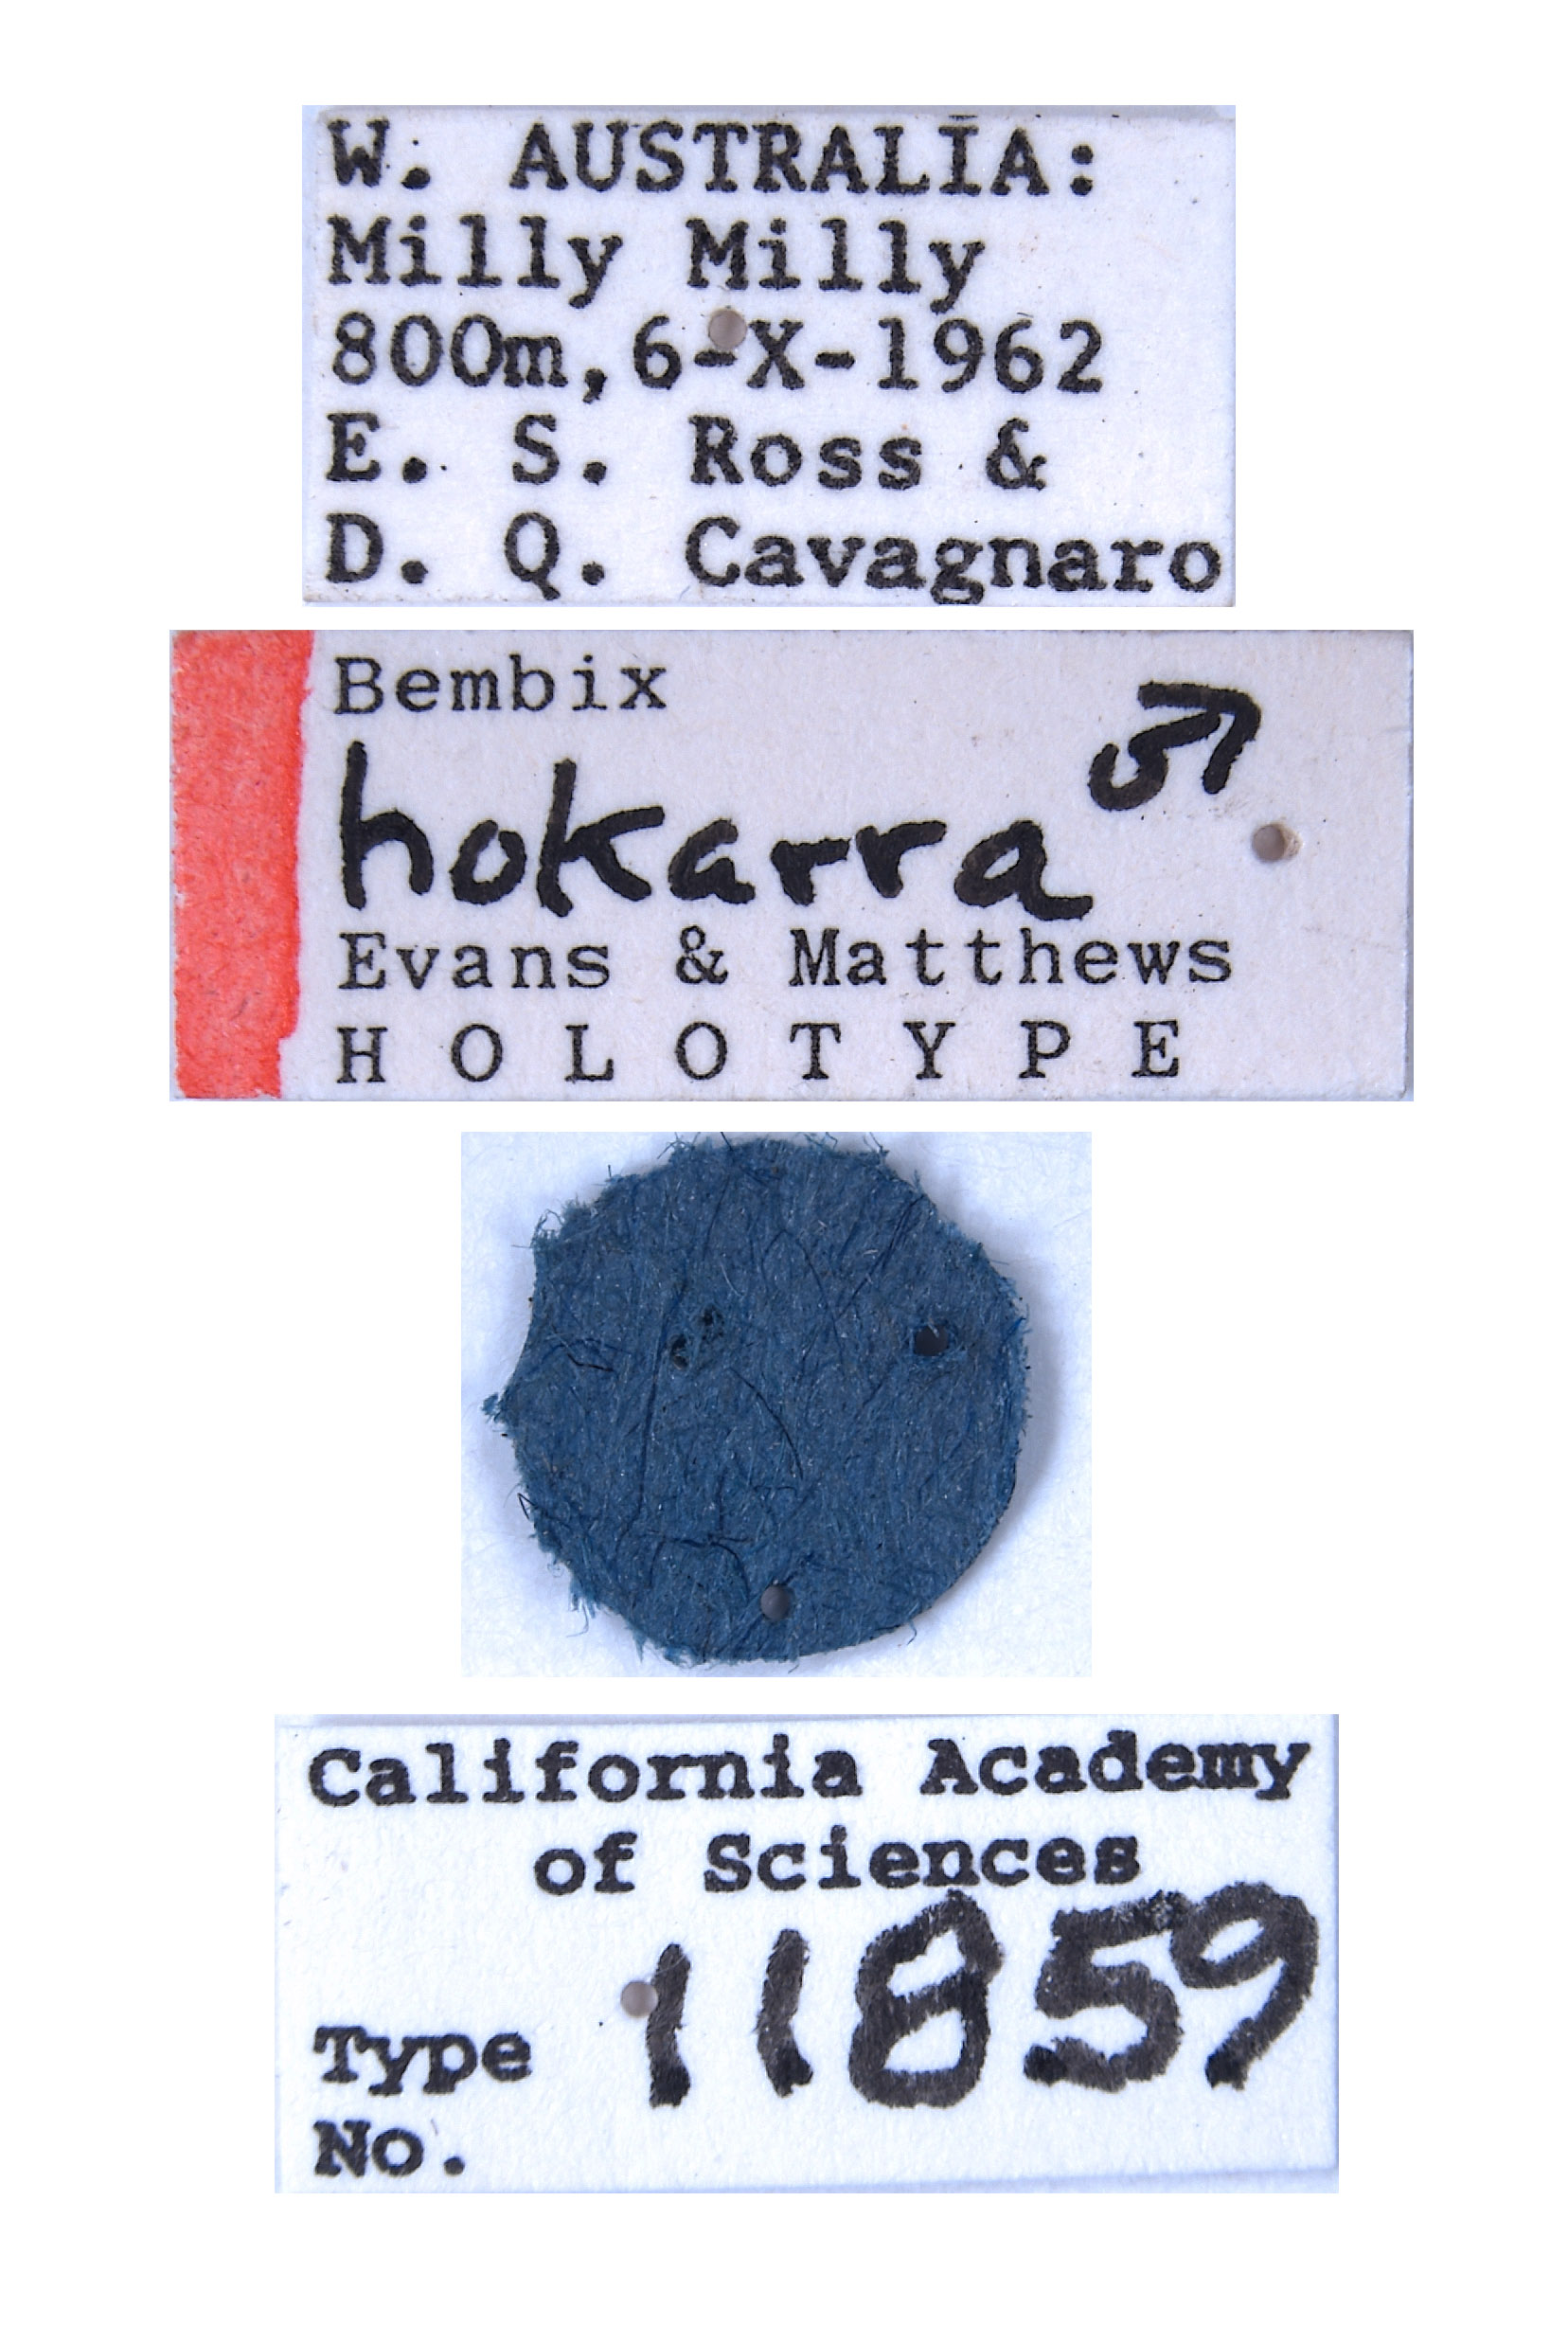 W. AUSTRALIA:
Milly Milly
800m, 6-X-1962
E. S. Ross &
D. Q. Cavagnaro
Bembix
hokarra ♂
Evans & Matthews
HOLOTYPE
California Academy
of Sciences
Type 11859
No.